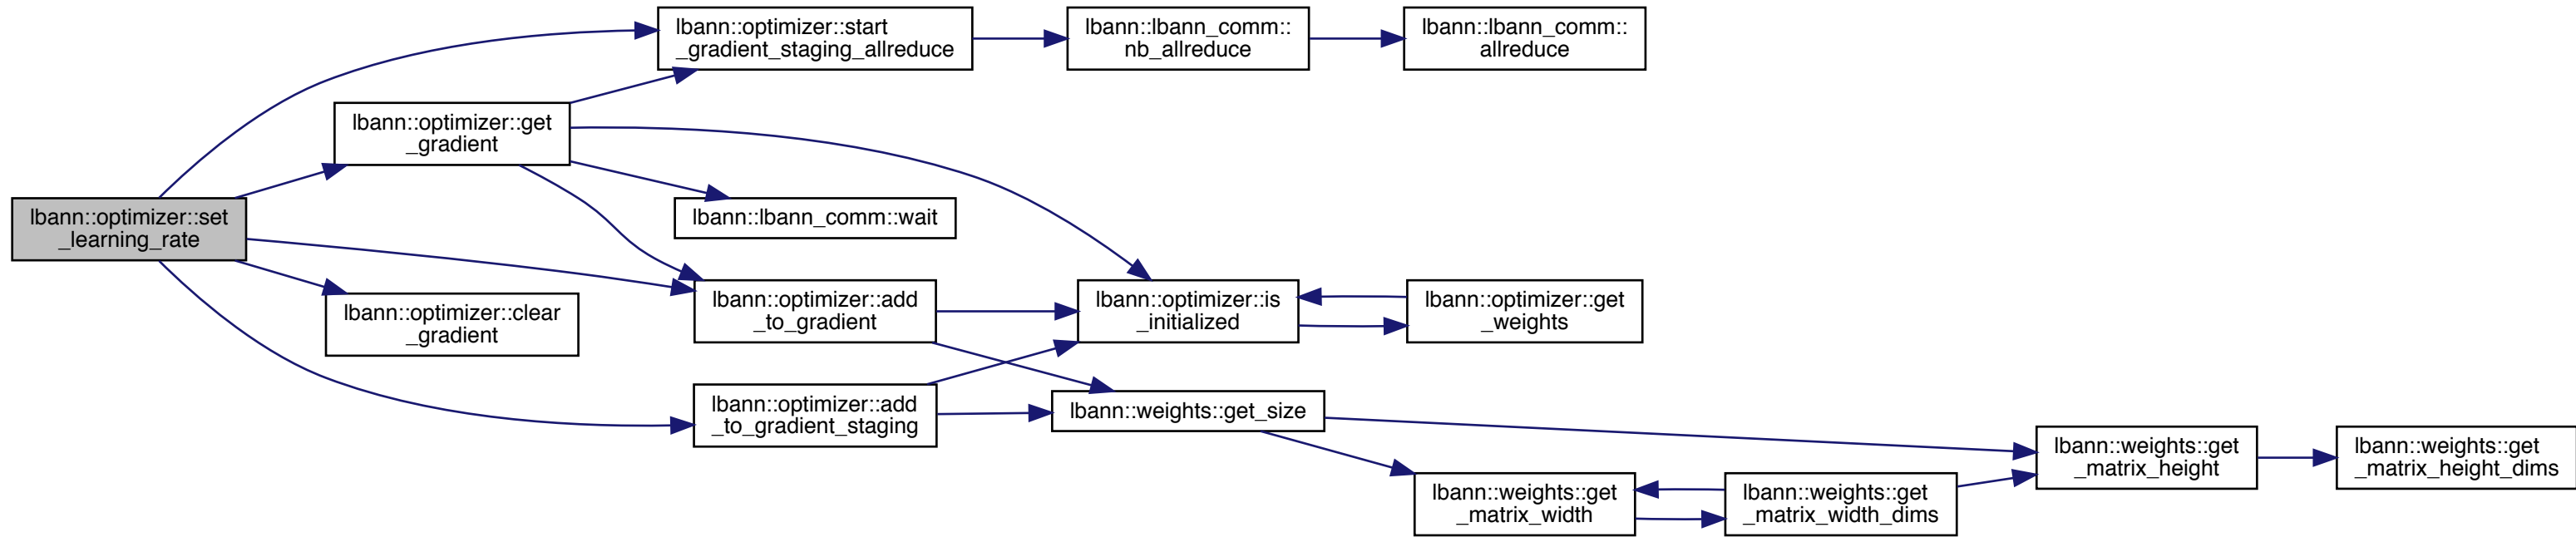 lbann::optimizer::set
_learning_rate
lbann::optimizer::start
_gradient_staging_allreduce
lbann::lbann_comm::
nb_allreduce
lbann::lbann_comm::
allreduce
lbann::optimizer::get
_gradient
lbann::lbann_comm::wait
lbann::optimizer::add
_to_gradient
lbann::optimizer::is
_initialized
lbann::optimizer::get
_weights
lbann::optimizer::clear
_gradient
lbann::optimizer::add
_to_gradient_staging
lbann::weights::get_size
lbann::weights::get
_matrix_width
lbann::weights::get
_matrix_width_dims
lbann::weights::get
_matrix_height
lbann::weights::get
_matrix_height_dims